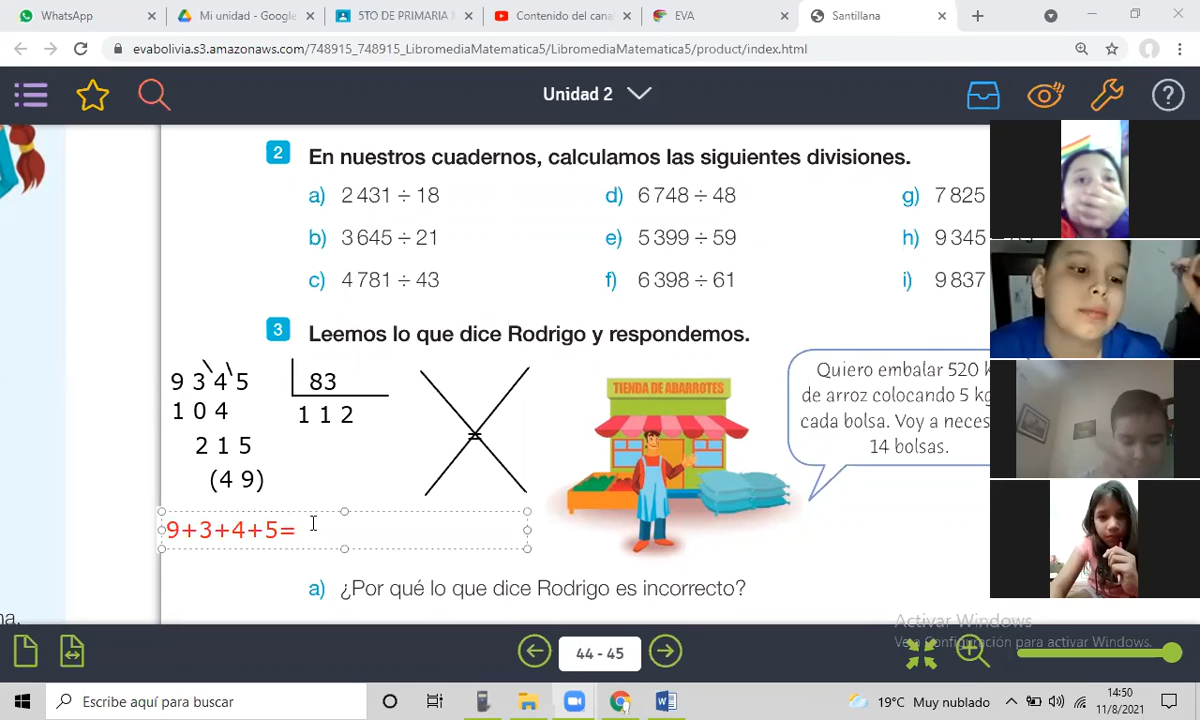 WhatsApp
Mi unidad - Google
5TO DE PRIMARIA M
Contenido del cana
EVA
Santillana
evabolivia.s3.amazonaws.com/748915_748915_LibromediaMatematica5/LibromediaMatematica5/product/index.html
Unidad 2
2 En nuestros cuadernos, calculamos las siguientes divisiones.
a) 2 431 ÷ 18
d) 6 748 ÷ 48
g) 7 825
b) 3 645 ÷ 21
e) 5 399 ÷ 59
h) 9 345
c) 4 781 ÷ 43
f) 6 398 ÷ 61
i) 9 837
3 Leemos lo que dice Rodrigo y respondemos.
9 3 4 5 83
1 0 4 1 1 2
2 1 5
(4 9)
=
9+3+4+5=
TIENDA DE ABARROTES
Quiero embalar 520 k
de arroz colocando 5 kg
cada bolsa. Voy a neces
14 bolsas.
a) ¿Por qué lo que dice Rodrigo es incorrecto?
na.
Activar Windows
Ve a Configuración para activar Windows.
44 - 45
Escribe aquí para buscar
19°C Muy nublado
14:50
11/8/2021